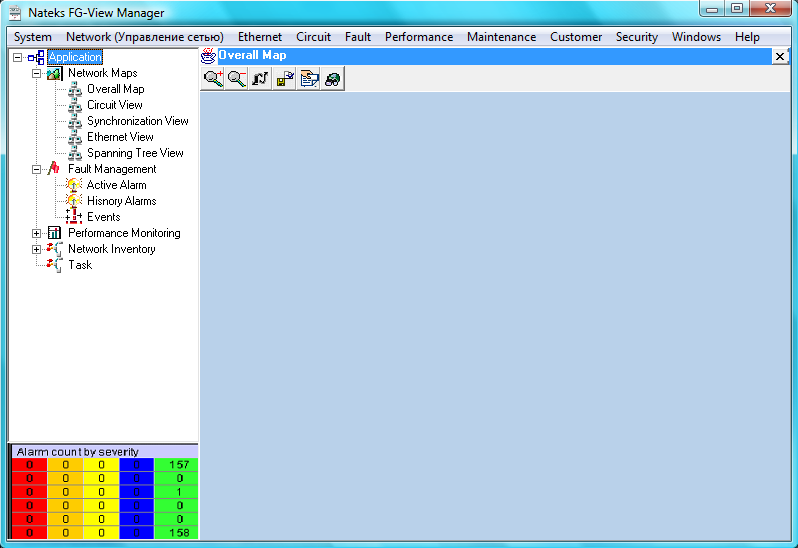 Nateks FG-View Manager
System Network (Управление сетью) Ethernet Circuit Fault Performance Maintenance Customer Security Windows Help
Application
Network Maps
Overall Map
Circuit View
Synchronization View
Ethernet View
Spanning Tree View
Fault Management
Active Alarm
Hisnory Alarms
Events
Performance Monitoring
Network Inventory
Task
Overall Map
Alarm count by severity
0 0 0 0 157
0 0 0 0 0
0 0 0 0 1
0 0 0 0 0
0 0 0 0 0
0 0 0 0 158